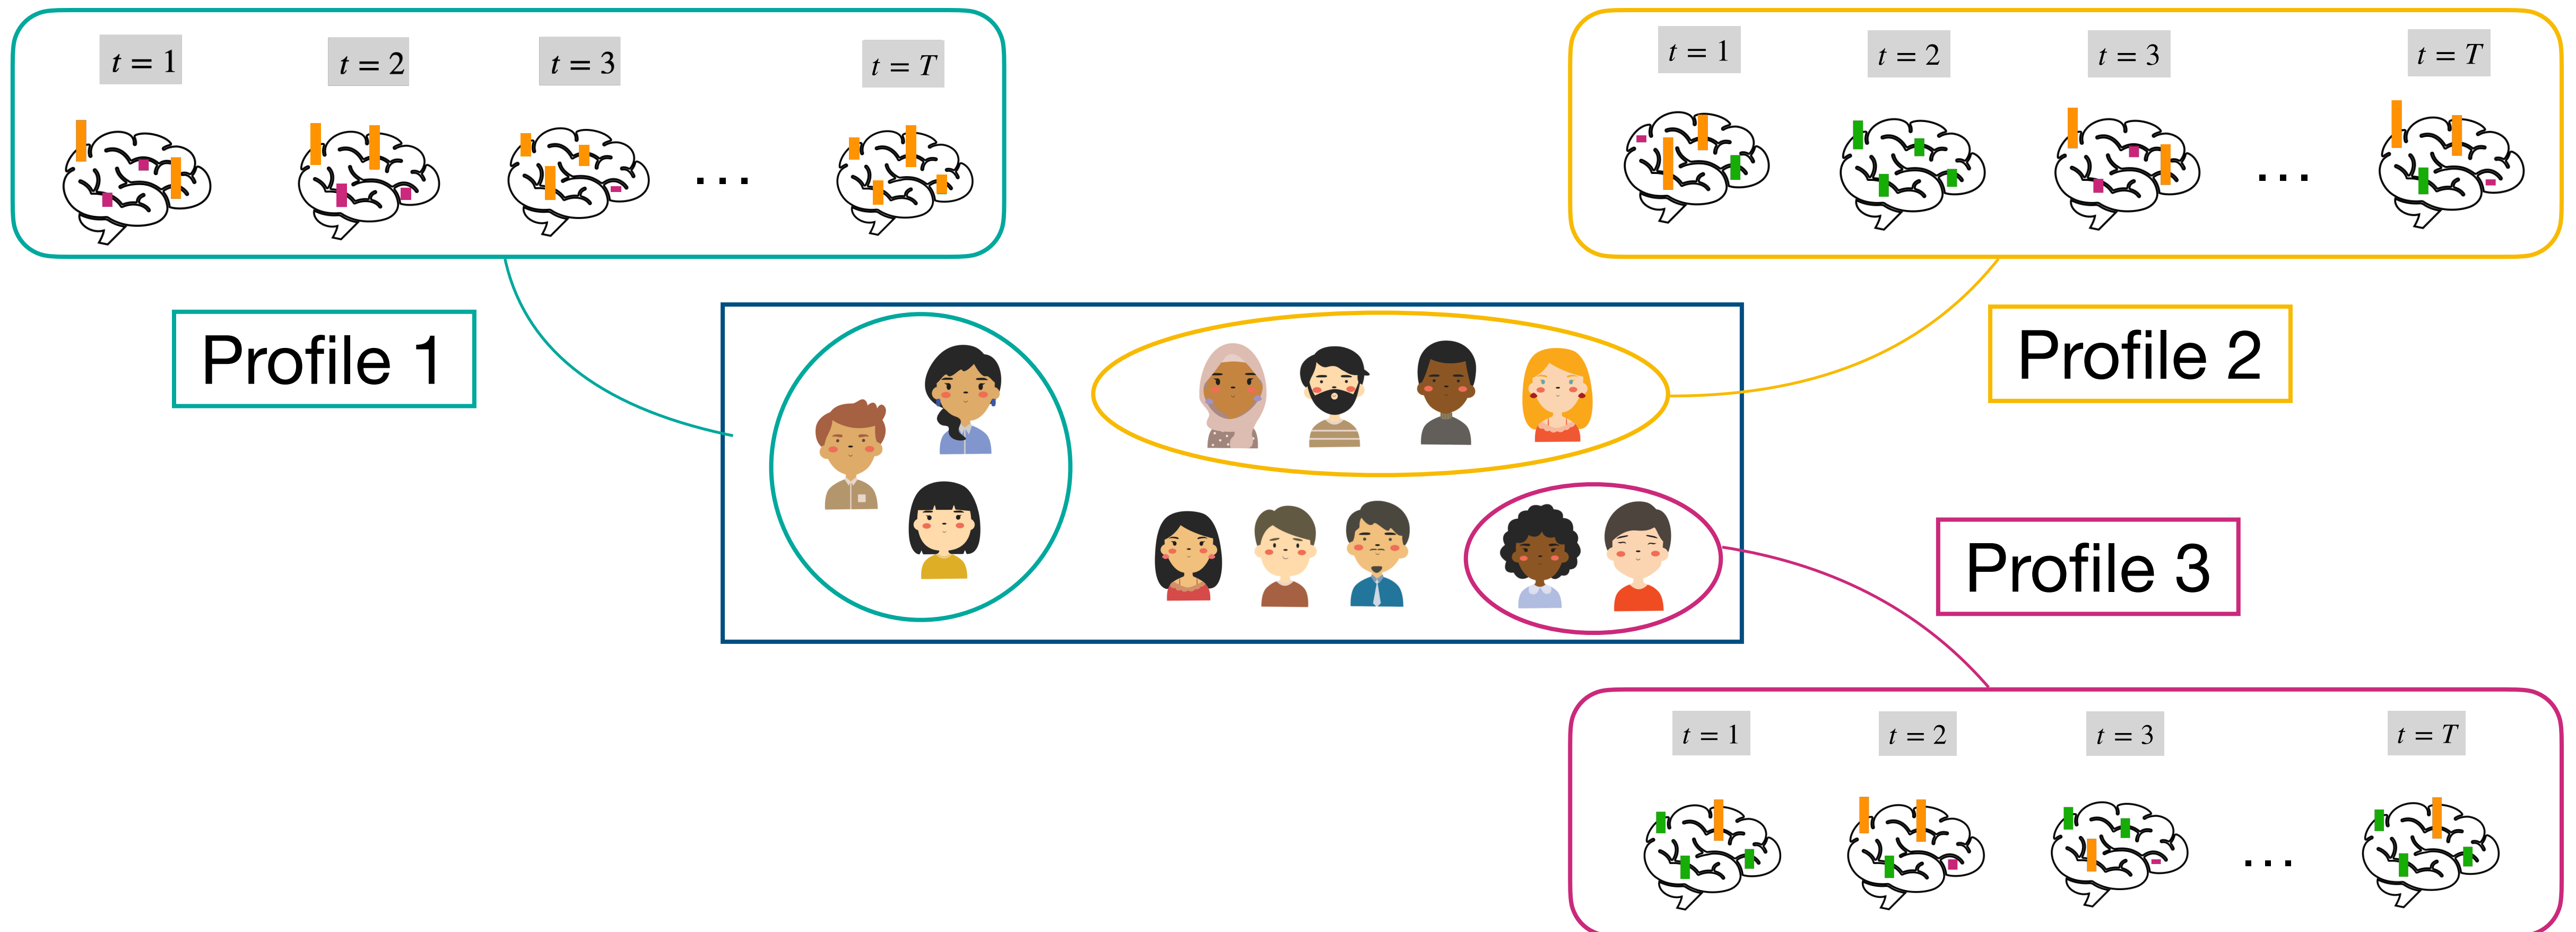 t = 1 t = 2 t = 3 t = T
t = 1 t = 2 t = 3 t = T
...
...
Profile 1
Profile 2
Profile 3
t = 1 t = 2 t = 3 t = T
...